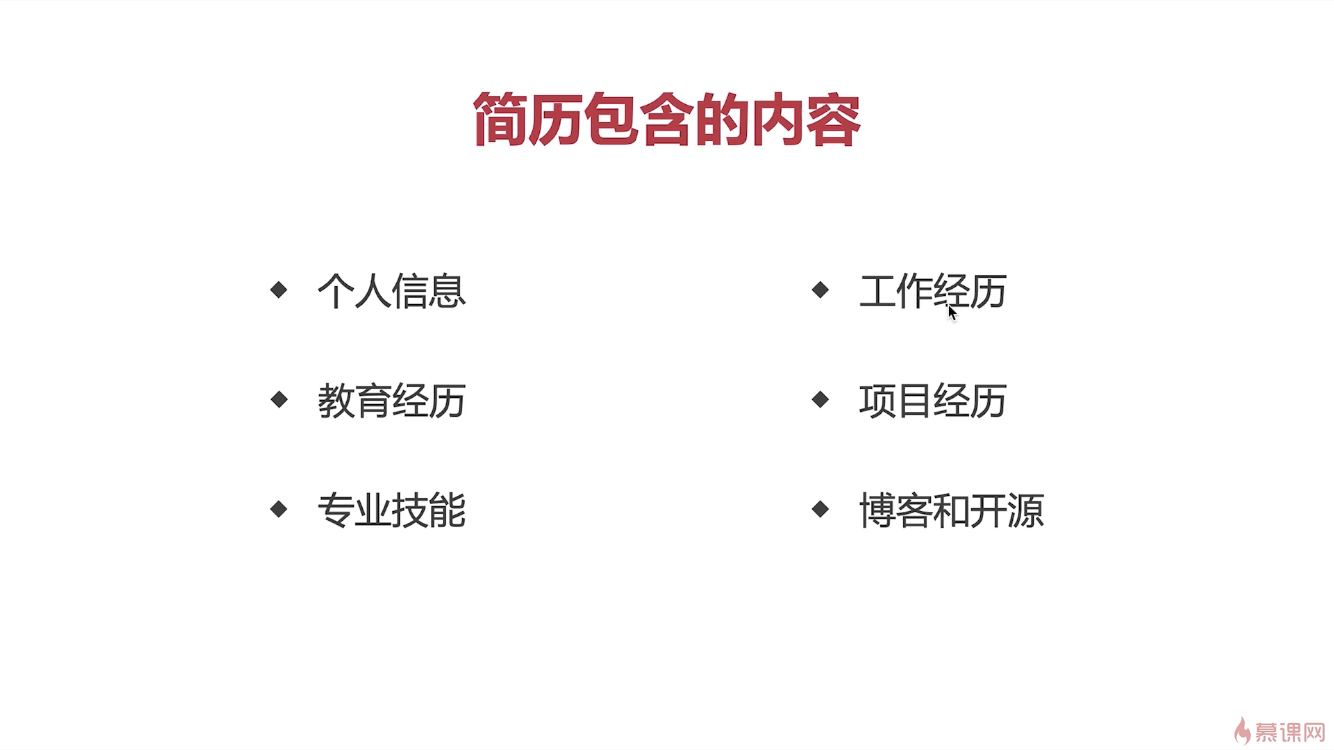 简历包含的内容
个人信息
教育经历
专业技能
工作经历
项目经历
博客和开源
慕课网